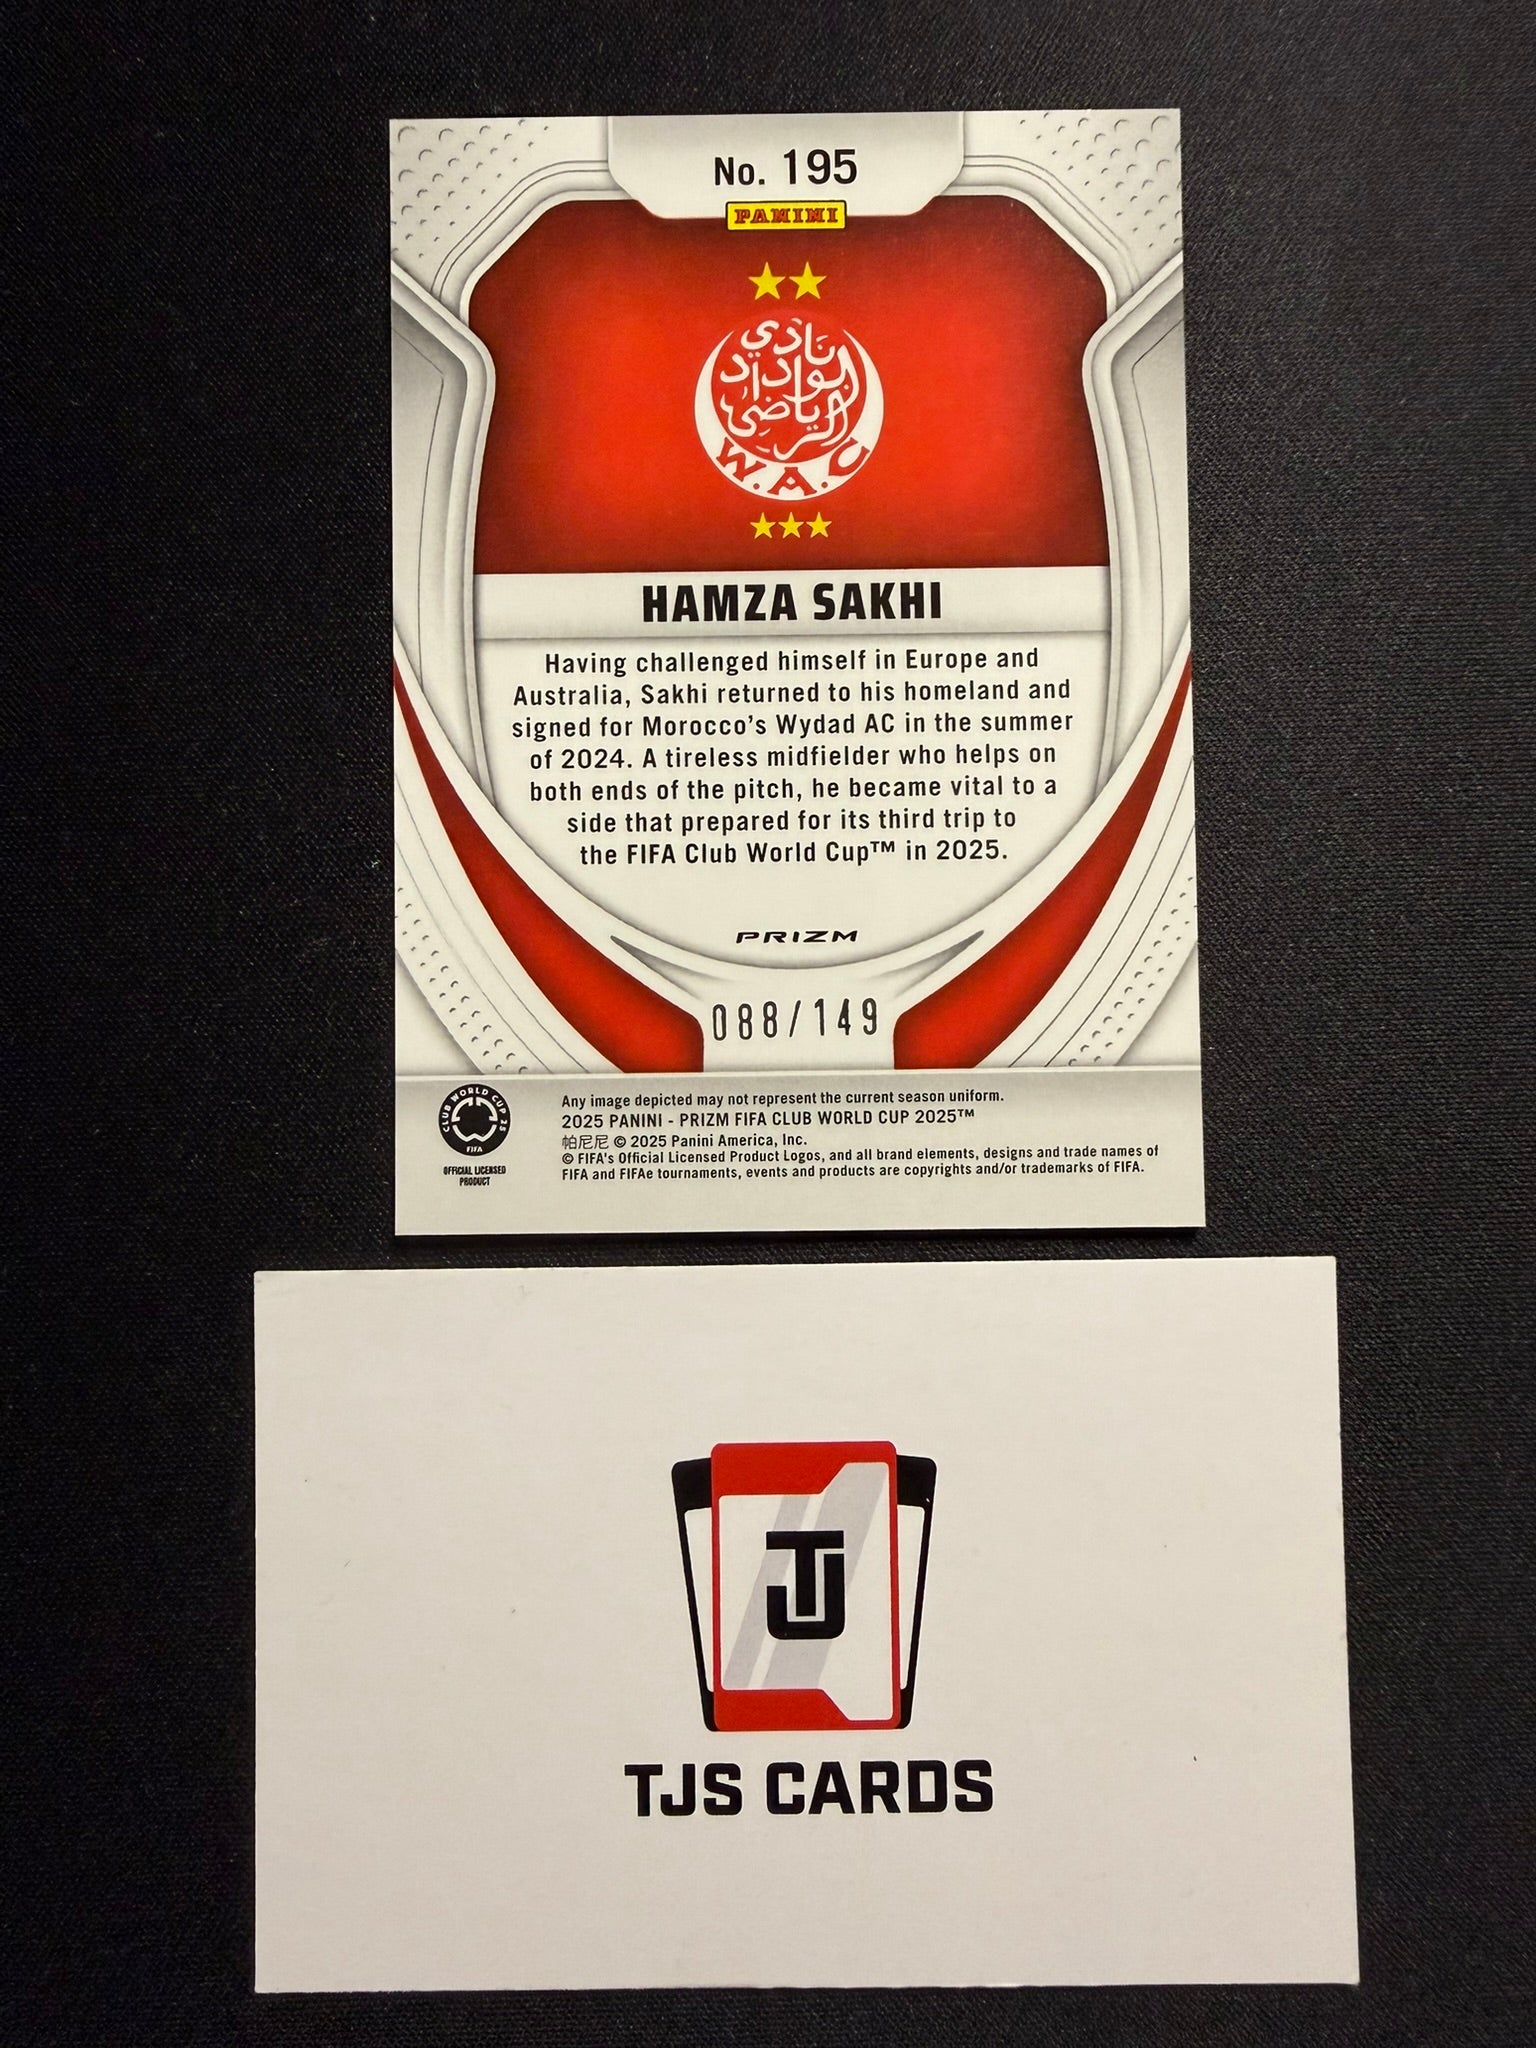 No. 195
PANINI
نادي
الوداد
الرياضي
W.A.C
HAMZA SAKHI
Having challenged himself in Europe and
Australia, Sakhi returned to his homeland and
signed for Morocco's Wydad AC in the summer
of 2024. A tireless midfielder who helps on
both ends of the pitch, he became vital to a
side that prepared for its third trip to
the FIFA Club World Cup™ in 2025.
PRIZM
088/149
CLUB WORLD CUP 25
FIFA
OFFICIAL LICENSED
PRODUCT
Any image depicted may not represent the current season uniform.
2025 PANINI - PRIZM FIFA CLUB WORLD CUP 2025™
帕尼尼 © 2025 Panini America, Inc.
© FIFA's Official Licensed Product Logos, and all brand elements, designs and trade names of
FIFA and FIFAe tournaments, events and products are copyrights and/or trademarks of FIFA.
TJ
TJS CARDS